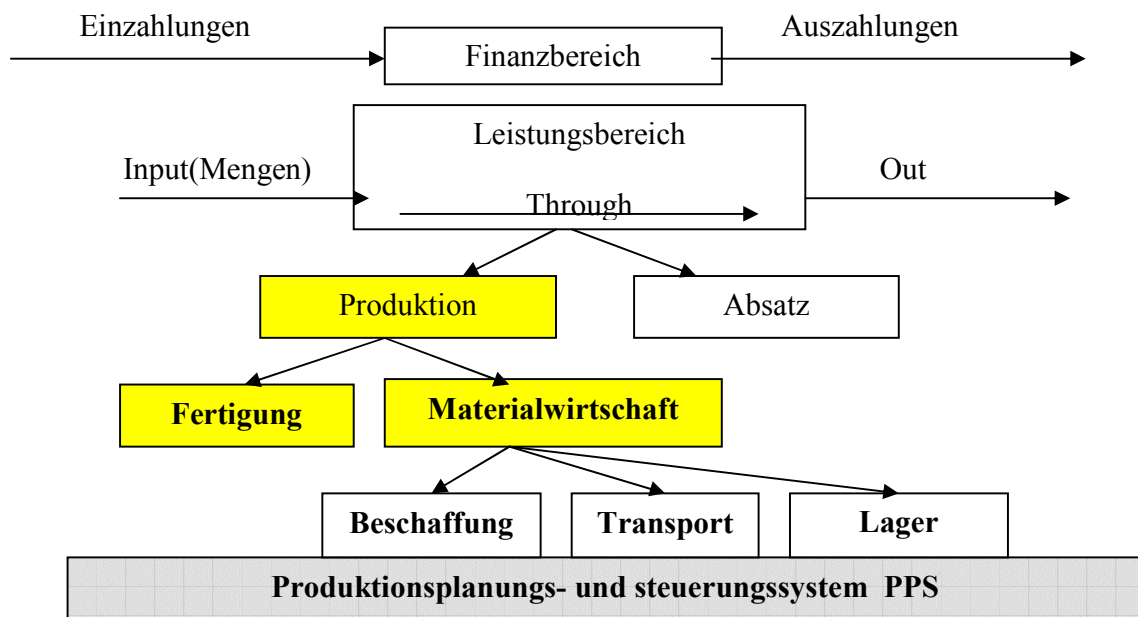 Einzahlungen
Auszahlungen
Finanzbereich
Leistungsbereich
Input(Mengen)
Out
Through
Produktion
Absatz
Fertigung
Materialwirtschaft
Beschaffung
Transport
Lager
Produktionsplanungs- und steuerungssystem PPS